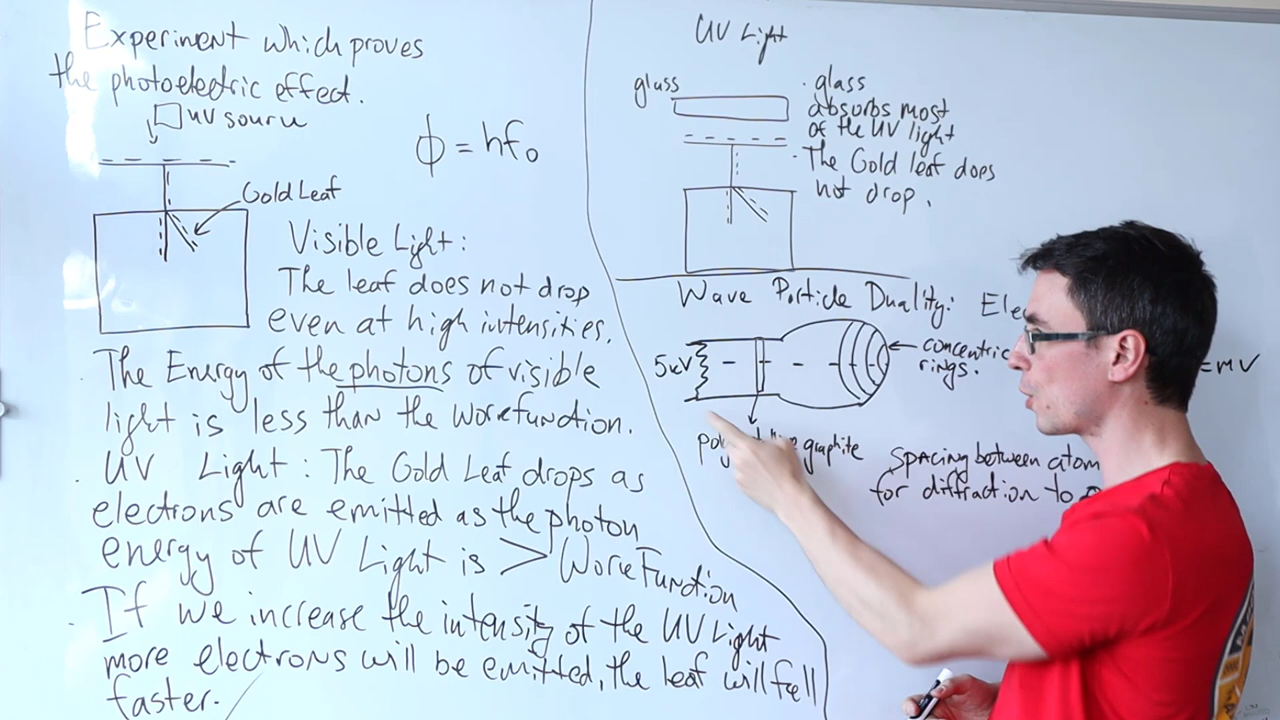 Experiment which proves
the photoelectric effect.
UV source
ϕ = hf₀
Gold Leaf
Visible Light:
The leaf does not drop
even at high intensities.
The Energy of the photons of visible
light is less than the Workfunction.
. UV Light: The Gold Leaf drops as
electrons are emitted as the photon
energy of UV Light is > WorkFunction
. If we increase the intensity of the UV Light
more electrons will be emitted, the leaf will fall
faster.
UV Light
glass
. glass
absorbs most
of the UV light
. The Gold leaf does
not drop.
Wave Particle Duality:
5kV
concentric
rings.
= mV
graphite
Spacing between atom
for diffraction to